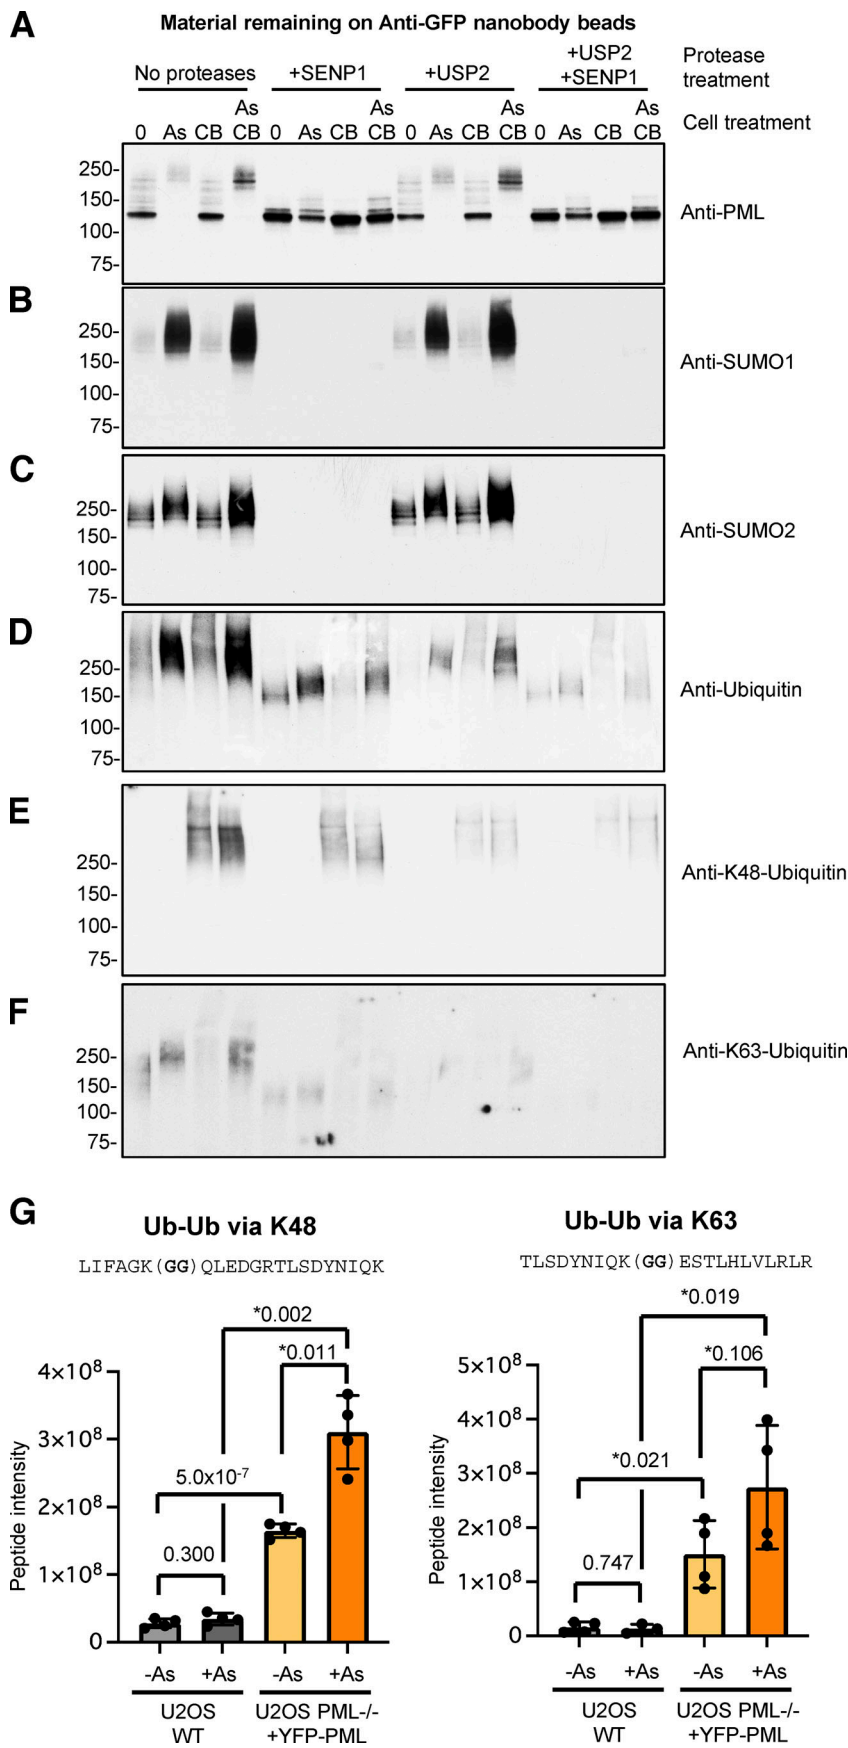 A
Material remaining on Anti-GFP nanobody beads
No proteases
+SENP1
+USP2
+USP2
+SENP1
Protease
treatment
As
As
As
As
0 As CB CB 0 As CB CB 0 As CB CB 0 As CB CB
Cell treatment
250-
150-
100-
75-
Anti-PML
B
250-
150-
100-
75-
Anti-SUMO1
C
250-
150-
100-
75-
Anti-SUMO2
D
250-
150-
100-
75-
Anti-Ubiquitin
E
250-
150-
100-
75-
Anti-K48-Ubiquitin
F
250-
150-
100-
75-
Anti-K63-Ubiquitin
G
Ub-Ub via K48
LIFAGK(GG)QLEDGRTLSDYNIQK
*0.002
*0.011
5.0x10⁻⁷
0.300
Peptide intensity
4×10⁸
3×10⁸
2×10⁸
1×10⁸
0
-As
+As
-As
+As
U2OS
WT
U2OS PML-/-
+YFP-PML
Ub-Ub via K63
TLSDYNIQK(GG)ESTLHLVLRLR
*0.019
*0.106
*0.021
0.747
Peptide intensity
5×10⁸
4×10⁸
3×10⁸
2×10⁸
1×10⁸
0
-As
+As
-As
+As
U2OS
WT
U2OS PML-/-
+YFP-PML